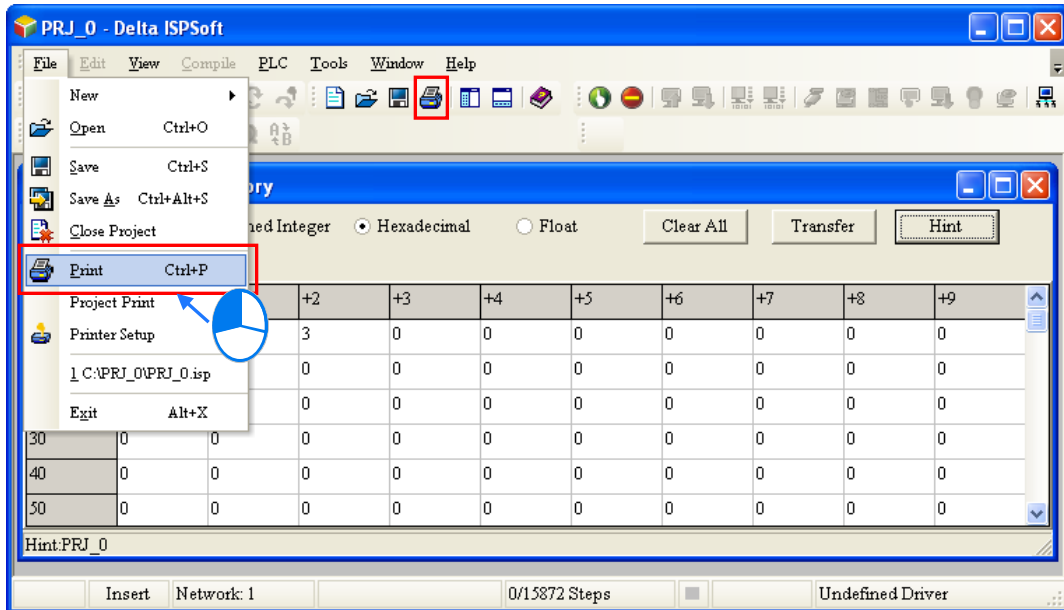 PRJ_0 - Delta ISPSoft
File Edit View Compile PLC Tools Window Help
New
Open Ctrl+O
Save Ctrl+S
Save As Ctrl+Alt+S
Close Project
Print Ctrl+P
Project Print
Printer Setup
1 C:\PRJ_0\PRJ_0.isp
Exit Alt+X
ory
ned Integer Hexadecimal Float Clear All Transfer Hint
+2 +3 +4 +5 +6 +7 +8 +9
3 0 0 0 0 0 0 0
0 0 0 0 0 0 0 0
0 0 0 0 0 0 0 0
30 0 0 0 0 0 0 0 0 0 0
40 0 0 0 0 0 0 0 0 0 0
50 0 0 0 0 0 0 0 0 0 0
Hint:PRJ_0
Insert Network: 1 0/15872 Steps Undefined Driver